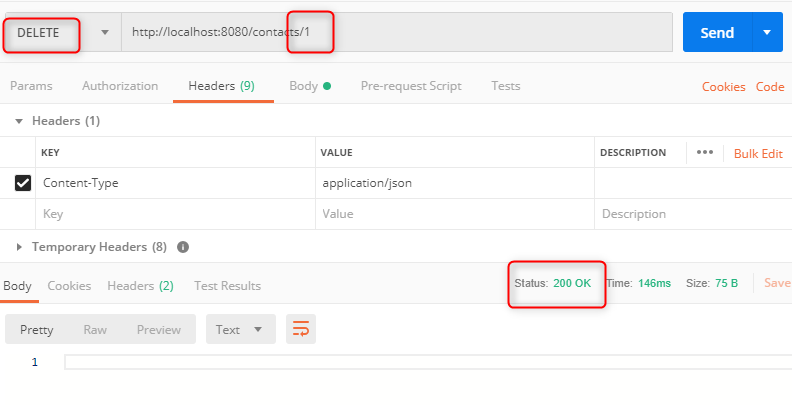 DELETE http://localhost:8080/contacts/1 Send
Params Authorization Headers (9) Body Pre-request Script Tests Cookies Code
Headers (1)
KEY VALUE DESCRIPTION ••• Bulk Edit
Content-Type application/json
Key Value Description
Temporary Headers (8) i
Body Cookies Headers (2) Test Results Status: 200 OK Time: 146ms Size: 75 B Save
Pretty Raw Preview Text
1